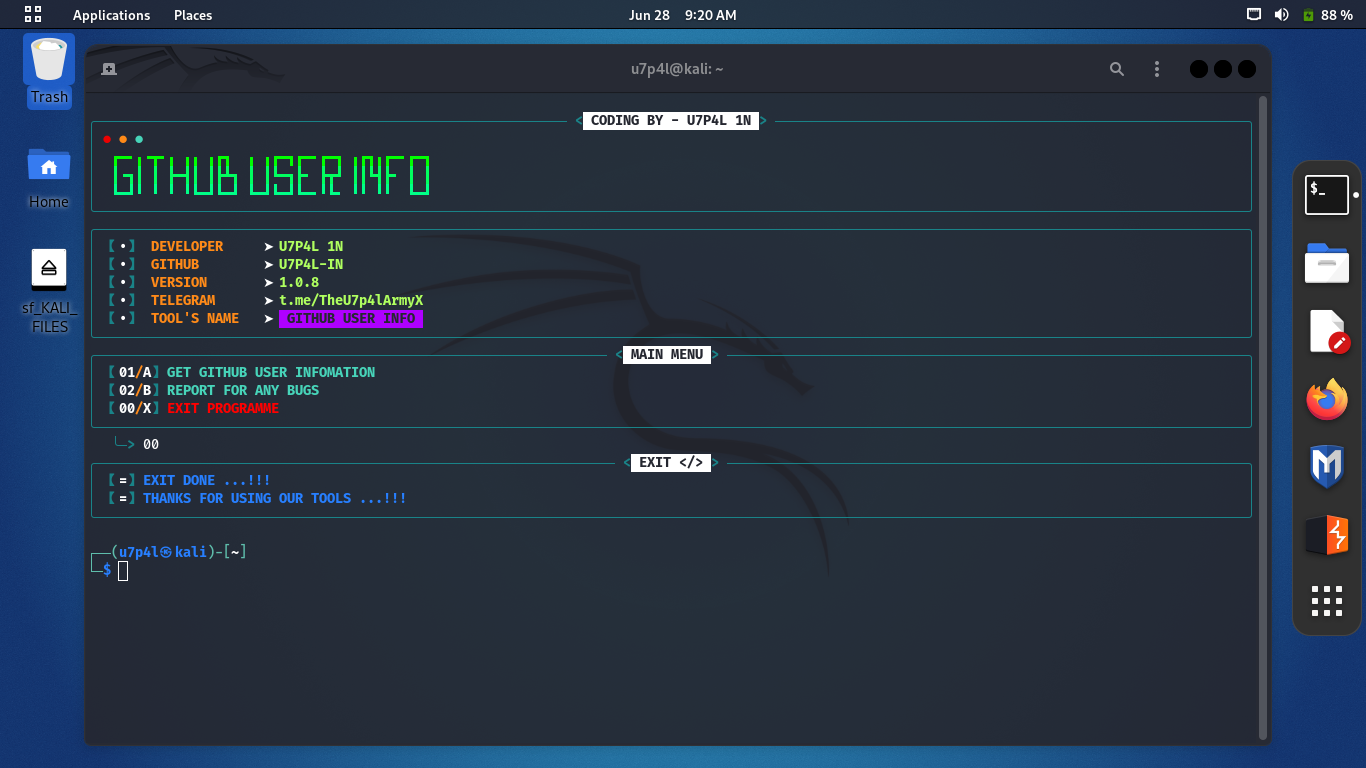 Applications Places Jun 28 9:20 AM 88 %
u7p4l@kali: ~
Trash
Home
sf_KALI_
FILES
$_
<CODING BY - U7P4L 1N>
GITHUB USER INFO
[•] DEVELOPER ➤ U7P4L 1N
[•] GITHUB ➤ U7P4L-IN
[•] VERSION ➤ 1.0.8
[•] TELEGRAM ➤ t.me/TheU7p4lArmyX
[•] TOOL'S NAME ➤ GITHUB USER INFO
<MAIN MENU>
[01/A] GET GITHUB USER INFOMATION
[02/B] REPORT FOR ANY BUGS
[00/X] EXIT PROGRAMME
╰─> 00
<EXIT </>>
[=] EXIT DONE ...!!!
[=] THANKS FOR USING OUR TOOLS ...!!!
┌──(u7p4l㉿kali)-[~]
└─$